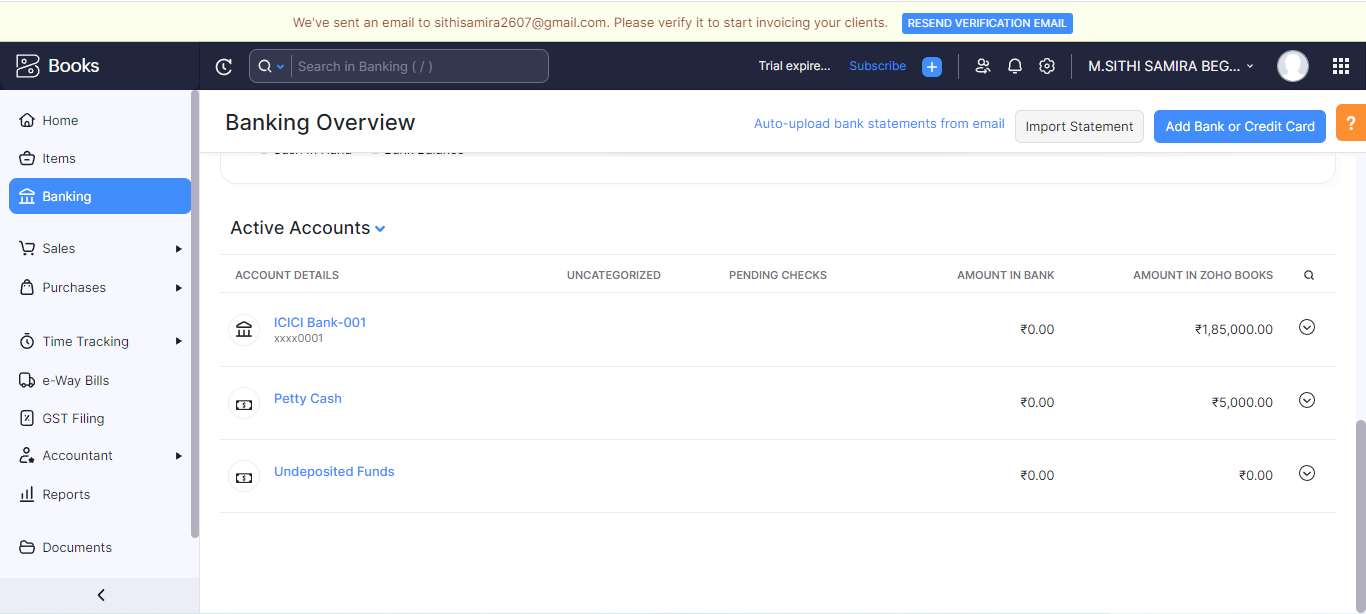 We've sent an email to sithisamira2607@gmail.com. Please verify it to start invoicing your clients. RESEND VERIFICATION EMAIL
Books
Search in Banking ( / )
Trial expire... Subscribe
M.SITHI SAMIRA BEG...
Home
Items
Banking
Sales
Purchases
Time Tracking
e-Way Bills
GST Filing
Accountant
Reports
Documents
Banking Overview
Auto-upload bank statements from email Import Statement Add Bank or Credit Card ?
Cash In Hand Bank Balance
Active Accounts
ACCOUNT DETAILS UNCATEGORIZED PENDING CHECKS AMOUNT IN BANK AMOUNT IN ZOHO BOOKS
ICICI Bank-001 ₹0.00 ₹1,85,000.00
xxxx0001
Petty Cash ₹0.00 ₹5,000.00
Undeposited Funds ₹0.00 ₹0.00